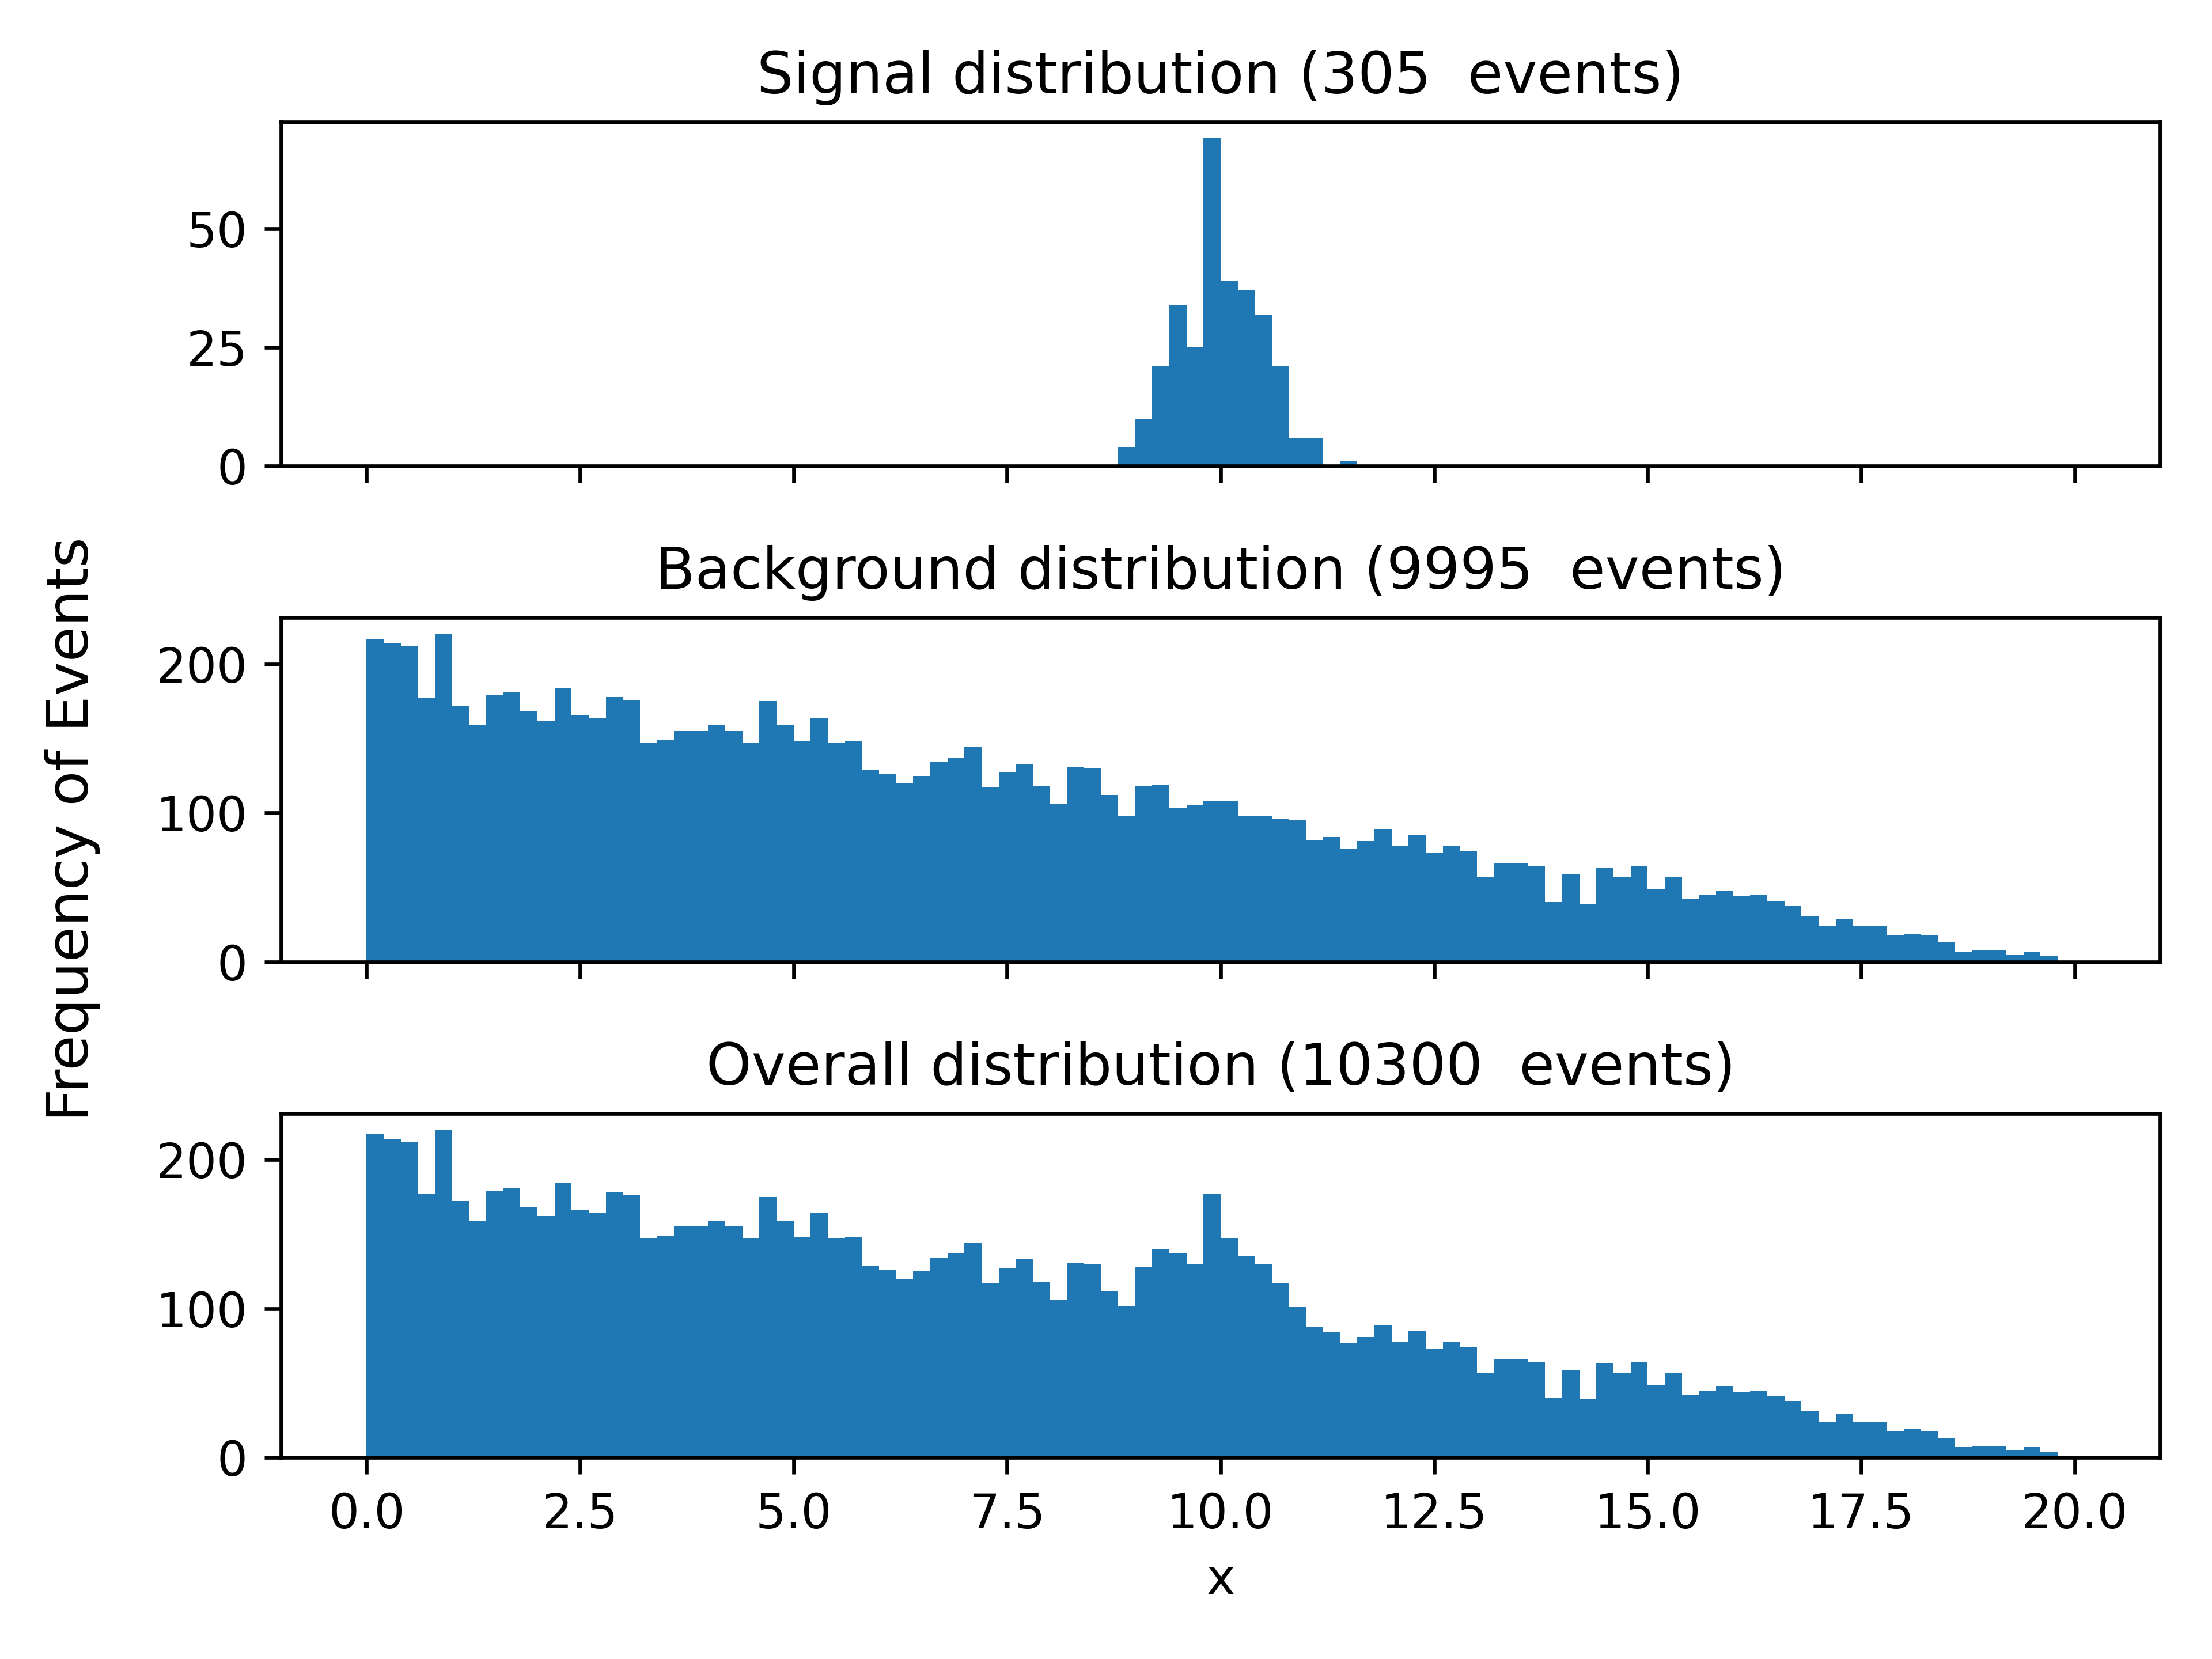 Signal distribution (305  events)
50
25
0
Background distribution (9995  events)
200
100
0
Frequency of Events
Overall distribution (10300  events)
200
100
0
0.0 2.5 5.0 7.5 10.0 12.5 15.0 17.5 20.0
x